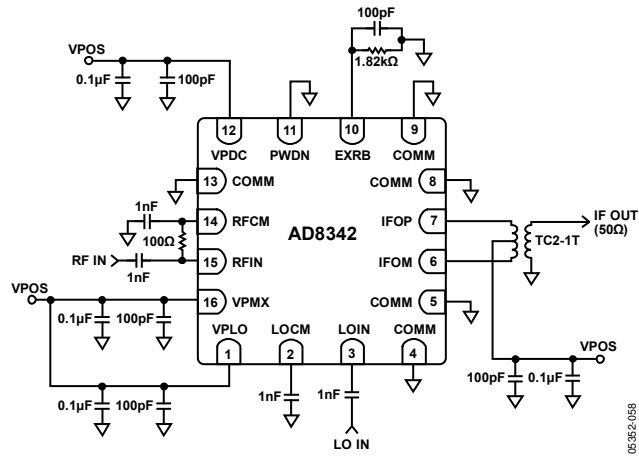 100pF
1.82kΩ
VPOS
0.1µF
100pF
12
11
10
9
VPDC
PWDN
EXRB
COMM
13
COMM
COMM
8
1nF
14
RFCM
IFOP
7
IF OUT
(50Ω)
100Ω
AD8342
TC2-1T
RF IN
15
RFIN
IFOM
6
1nF
VPOS
16
VPMX
COMM
5
0.1µF
100pF
VPLO
LOCM
LOIN
COMM
1
2
3
4
VPOS
100pF
0.1µF
0.1µF
100pF
1nF
1nF
LO IN
05352-058